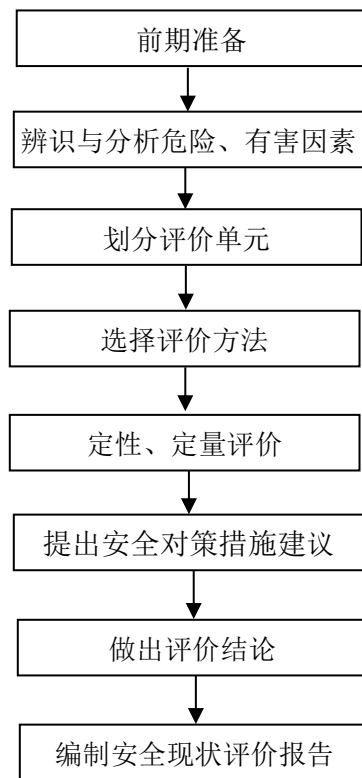 前期准备
辨识与分析危险、有害因素
划分评价单元
选择评价方法
定性、定量评价
提出安全对策措施建议
做出评价结论
编制安全现状评价报告